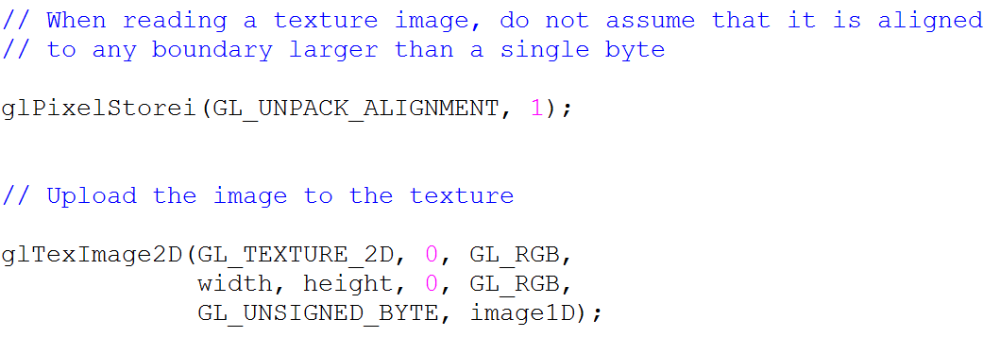 // When reading a texture image, do not assume that it is aligned
// to any boundary larger than a single byte
glPixelStorei(GL_UNPACK_ALIGNMENT, 1);
// Upload the image to the texture
glTexImage2D(GL_TEXTURE_2D, 0, GL_RGB,
width, height, 0, GL_RGB,
GL_UNSIGNED_BYTE, image1D);